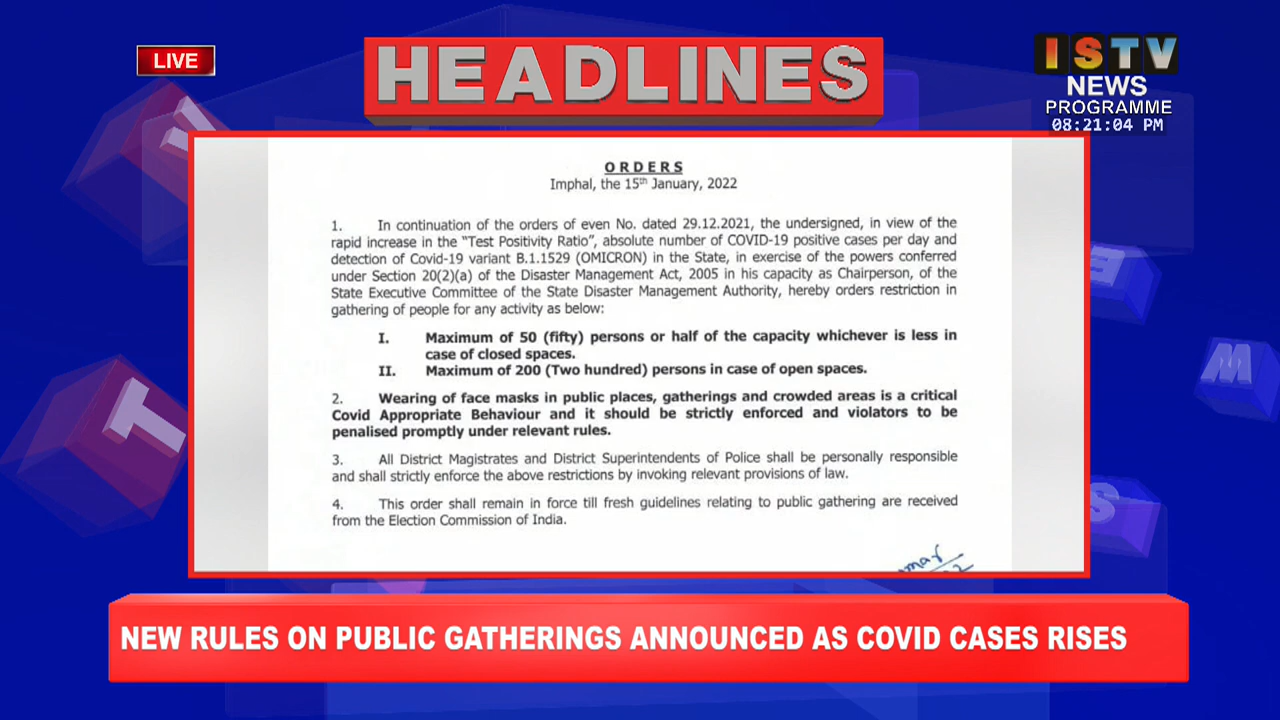 LIVE
HEADLINES
ISTV
NEWS
PROGRAMME
08:21:04 PM
ORDERS
Imphal, the 15th January, 2022
1. In continuation of the orders of even No. dated 29.12.2021, the undersigned, in view of the
rapid increase in the "Test Positivity Ratio", absolute number of COVID-19 positive cases per day and
detection of Covid-19 variant B.1.1529 (OMICRON) in the State, in exercise of the powers conferred
under Section 20(2)(a) of the Disaster Management Act, 2005 in his capacity as Chairperson, of the
State Executive Committee of the State Disaster Management Authority, hereby orders restriction in
gathering of people for any activity as below:
I. Maximum of 50 (fifty) persons or half of the capacity whichever is less in
case of closed spaces.
II. Maximum of 200 (Two hundred) persons in case of open spaces.
2. Wearing of face masks in public places, gatherings and crowded areas is a critical
Covid Appropriate Behaviour and it should be strictly enforced and violators to be
penalised promptly under relevant rules.
3. All District Magistrates and District Superintendents of Police shall be personally responsible
and shall strictly enforce the above restrictions by invoking relevant provisions of law.
4. This order shall remain in force till fresh guidelines relating to public gathering are received
from the Election Commission of India.
NEW RULES ON PUBLIC GATHERINGS ANNOUNCED AS COVID CASES RISES